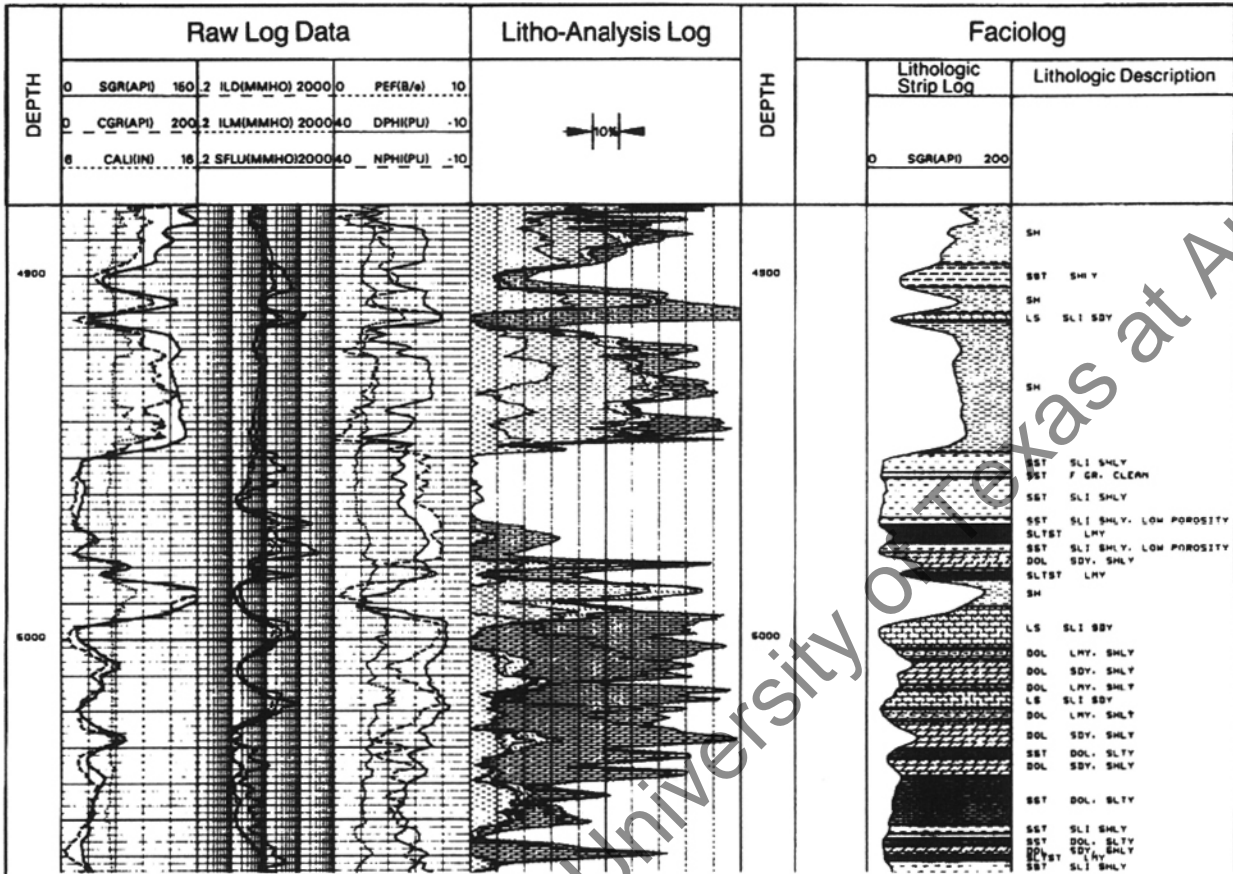 Raw Log Data
Litho-Analysis Log
Faciolog
DEPTH
0 SGR(API) 160
.2 ILD(MMHO) 2000
0 PEF(B/e) 10
0 CGR(API) 200
.2 ILM(MMHO) 2000
40 DPHI(PU) -10
6 CALI(IN) 16
.2 SFLU(MMHO) 2000
40 NPHI(PU) -10
10%
DEPTH
Lithologic
Strip Log
0 SGR(API) 200
Lithologic Description
4900
5000
4900
5000
SH
SST SHLY
SH
LS SLI SDY
SH
SST SLI SHLY
SST F GR. CLEAN
SST SLI SHLY
SST SLI SHLY. LOW POROSITY
SLTST LMY
SST SLI SHLY. LOW POROSITY
DOL SDY. SHLY
SLTST LMY
SH
LS SLI SDY
DOL LMY. SHLY
DOL SDY. SHLY
DOL LMY. SHLY
LS SLI SDY
DOL LMY. SHLY
DOL SDY. SHLY
SST DOL. SLTY
DOL SDY. SHLY
SST DOL. SLTY
SST SLI SHLY
SST DOL. SLTY
DOL SDY. SHLY
SLTST LMY
SST SLI SHLY
University of Texas at Au